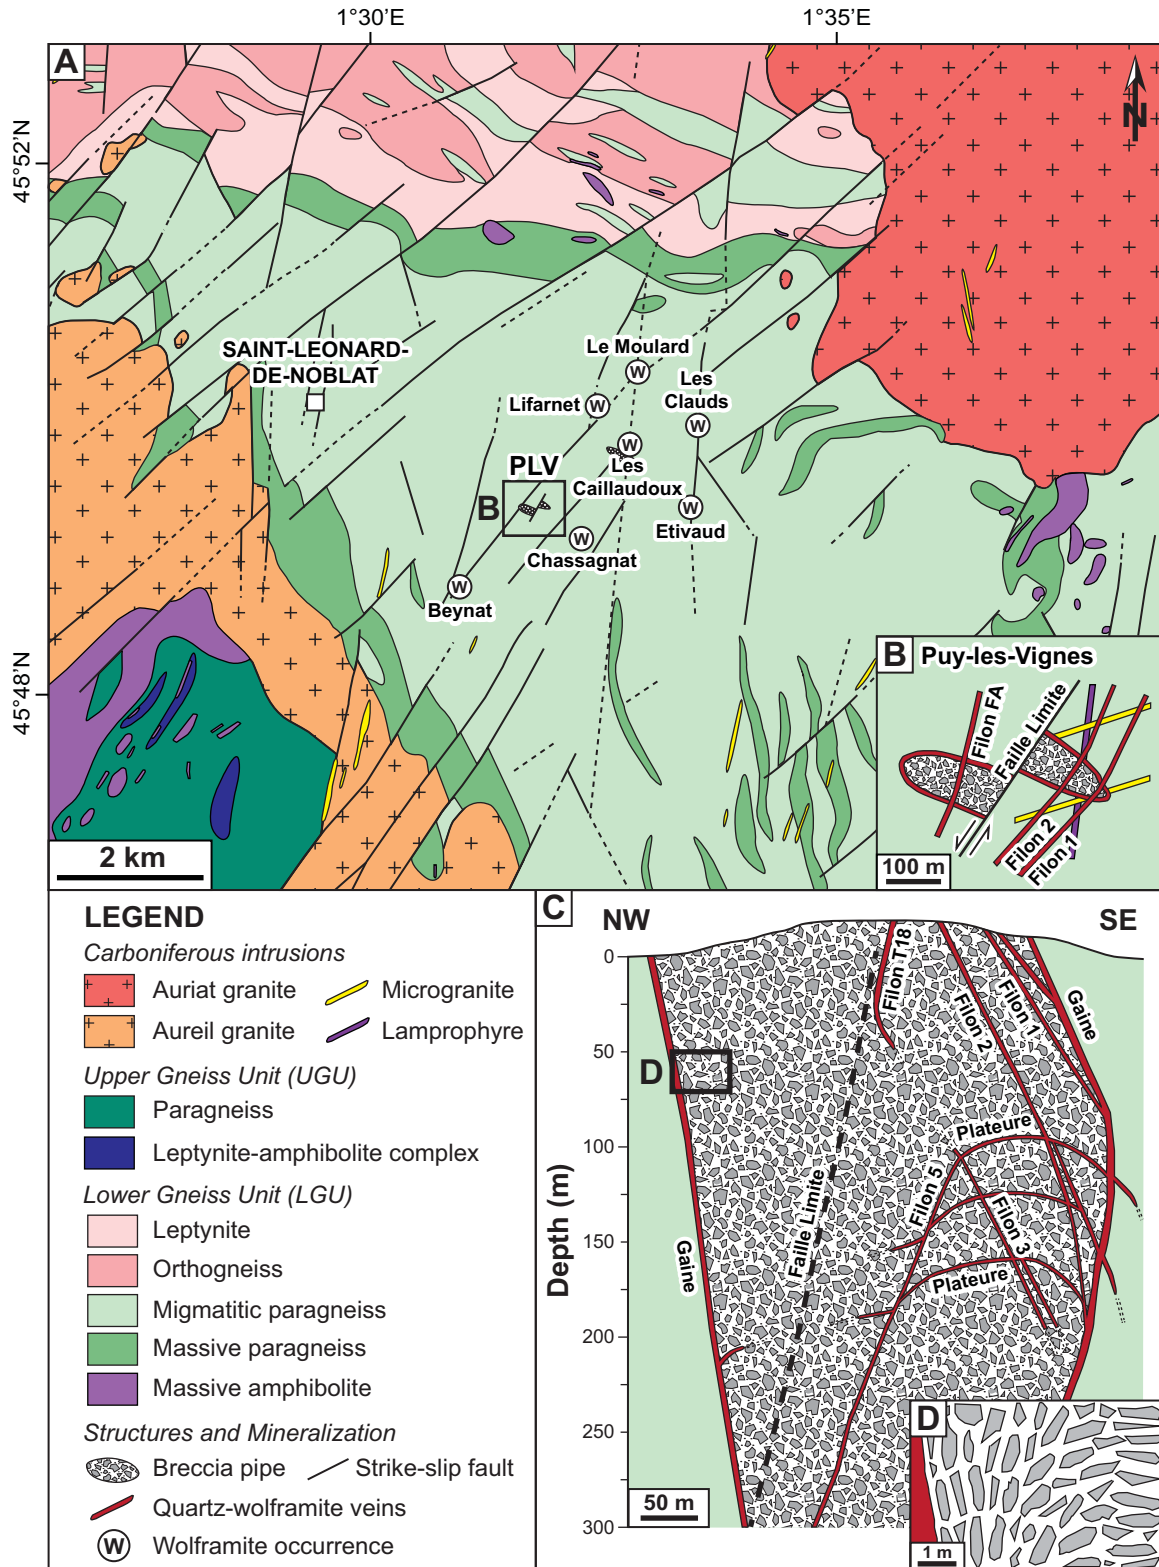 1°30’E
1°35’E
A
N
45°52’N
45°48’N
SAINT-LEONARD-
DE-NOBLAT
Le Moulard
W
Les
Clauds
W
Lifarnet
W
W
Les
Caillaudoux
PLV
B
W
Etivaud
W
Chassagnat
W
Beynat
2 km
B
Puy-les-Vignes
Filon FA
Faille Limite
Filon 2
Filon 1
100 m
LEGEND
Carboniferous intrusions
Auriat granite
Microgranite
Aureil granite
Lamprophyre
Upper Gneiss Unit (UGU)
Paragneiss
Leptynite-amphibolite complex
Lower Gneiss Unit (LGU)
Leptynite
Orthogneiss
Migmatitic paragneiss
Massive paragneiss
Massive amphibolite
Structures and Mineralization
Breccia pipe
Strike-slip fault
Quartz-wolframite veins
W
Wolframite occurrence
C
NW
SE
0
50
100
150
200
250
300
Depth (m)
Filon T18
Filon 2
Filon 1
Gaine
D
Plateure
Filon 5
Filon 3
Faille Limite
Gaine
Plateure
50 m
D
1 m